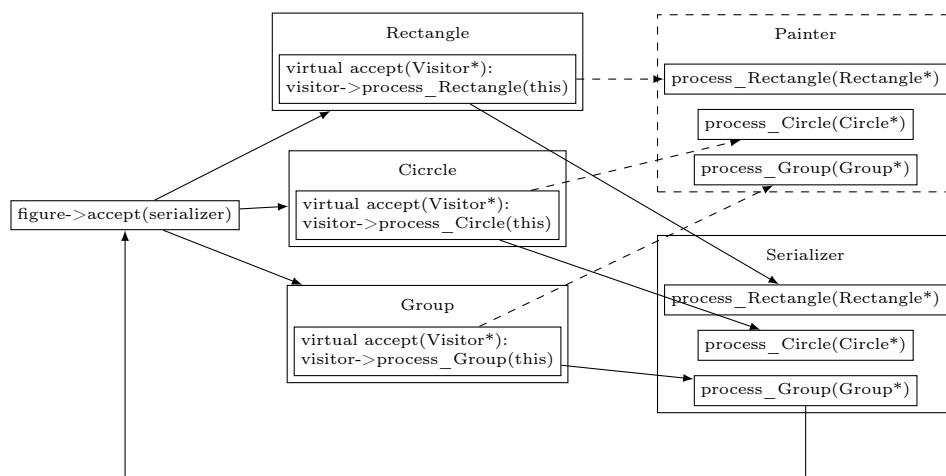 figure->accept(serializer)
Rectangle
virtual accept(Visitor*):
visitor->process_Rectangle(this)
Cicrcle
virtual accept(Visitor*):
visitor->process_Circle(this)
Group
virtual accept(Visitor*):
visitor->process_Group(this)
Painter
process_Rectangle(Rectangle*)
process_Circle(Circle*)
process_Group(Group*)
Serializer
process_Rectangle(Rectangle*)
process_Circle(Circle*)
process_Group(Group*)